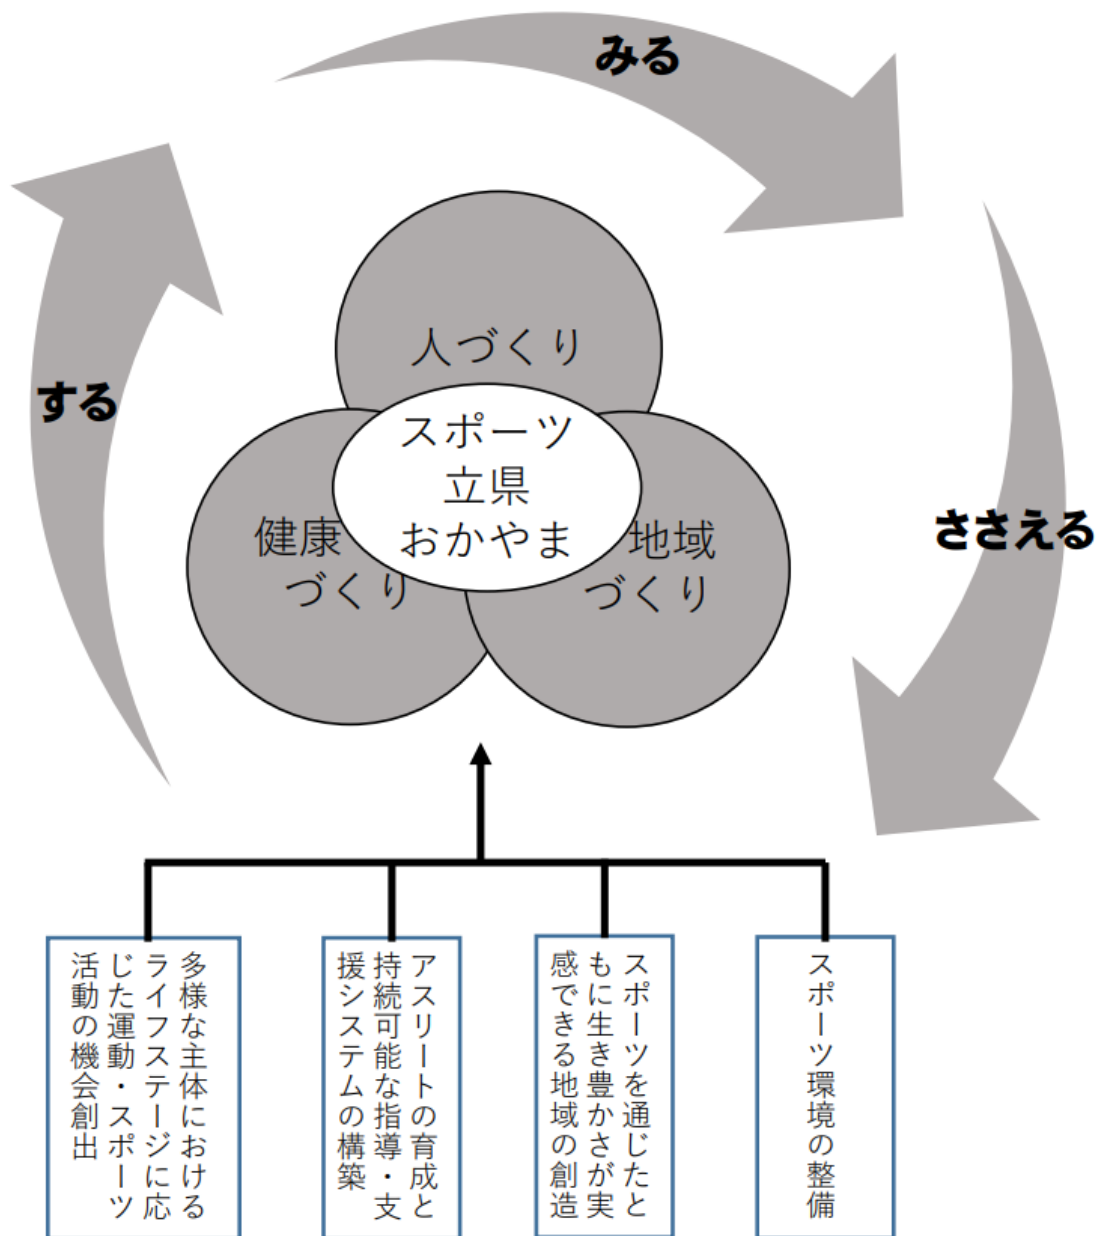 みる
する
ささえる
人づくり
スポーツ
立県
おかやま
健康
づくり
地域
づくり
多様な主体における
ライフステージに応
じた運動・スポーツ
活動の機会創出
アスリートの育成と
持続可能な指導・支
援システムの構築
スポーツを通じたと
もに生き豊かさが実
感できる地域の創造
スポーツ環境の整備